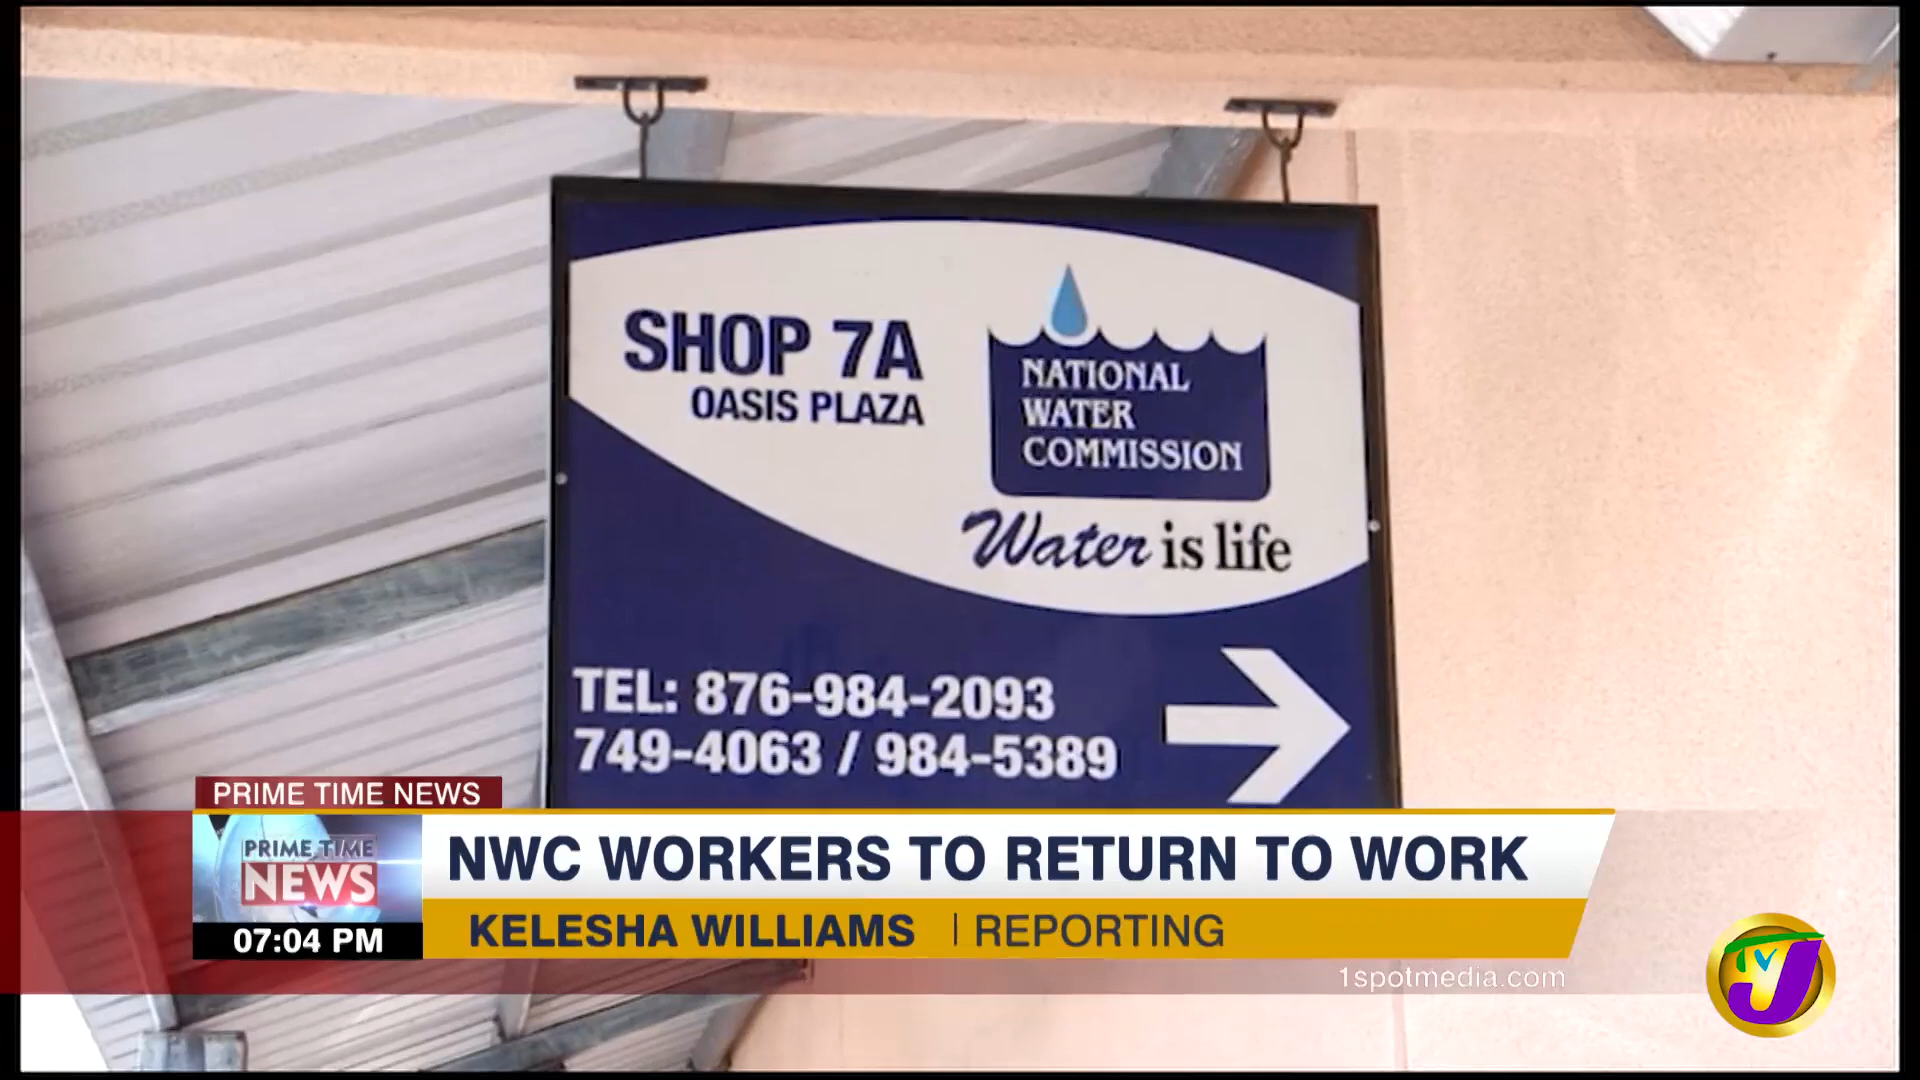 SHOP 7A
OASIS PLAZA
NATIONAL
WATER
COMMISSION
Water is life
TEL: 876-984-2093
749-4063 / 984-5389
PRIME TIME NEWS
PRIME TIME
NEWS
07:04 PM
NWC WORKERS TO RETURN TO WORK
KELESHA WILLIAMS | REPORTING
1spotmedia.com
TVJ